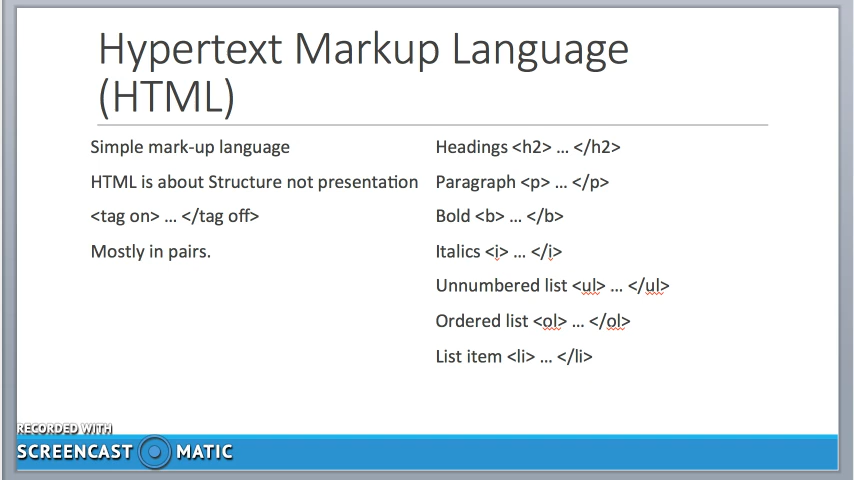 Hypertext Markup Language
(HTML)
Simple mark-up language
HTML is about Structure not presentation
<tag on> ... </tag off>
Mostly in pairs.
Headings <h2> ... </h2>
Paragraph <p> ... </p>
Bold <b> ... </b>
Italics <i> ... </i>
Unnumbered list <ul> ... </ul>
Ordered list <ol> ... </ol>
List item <li> ... </li>
RECORDED WITH
SCREENCAST MATIC